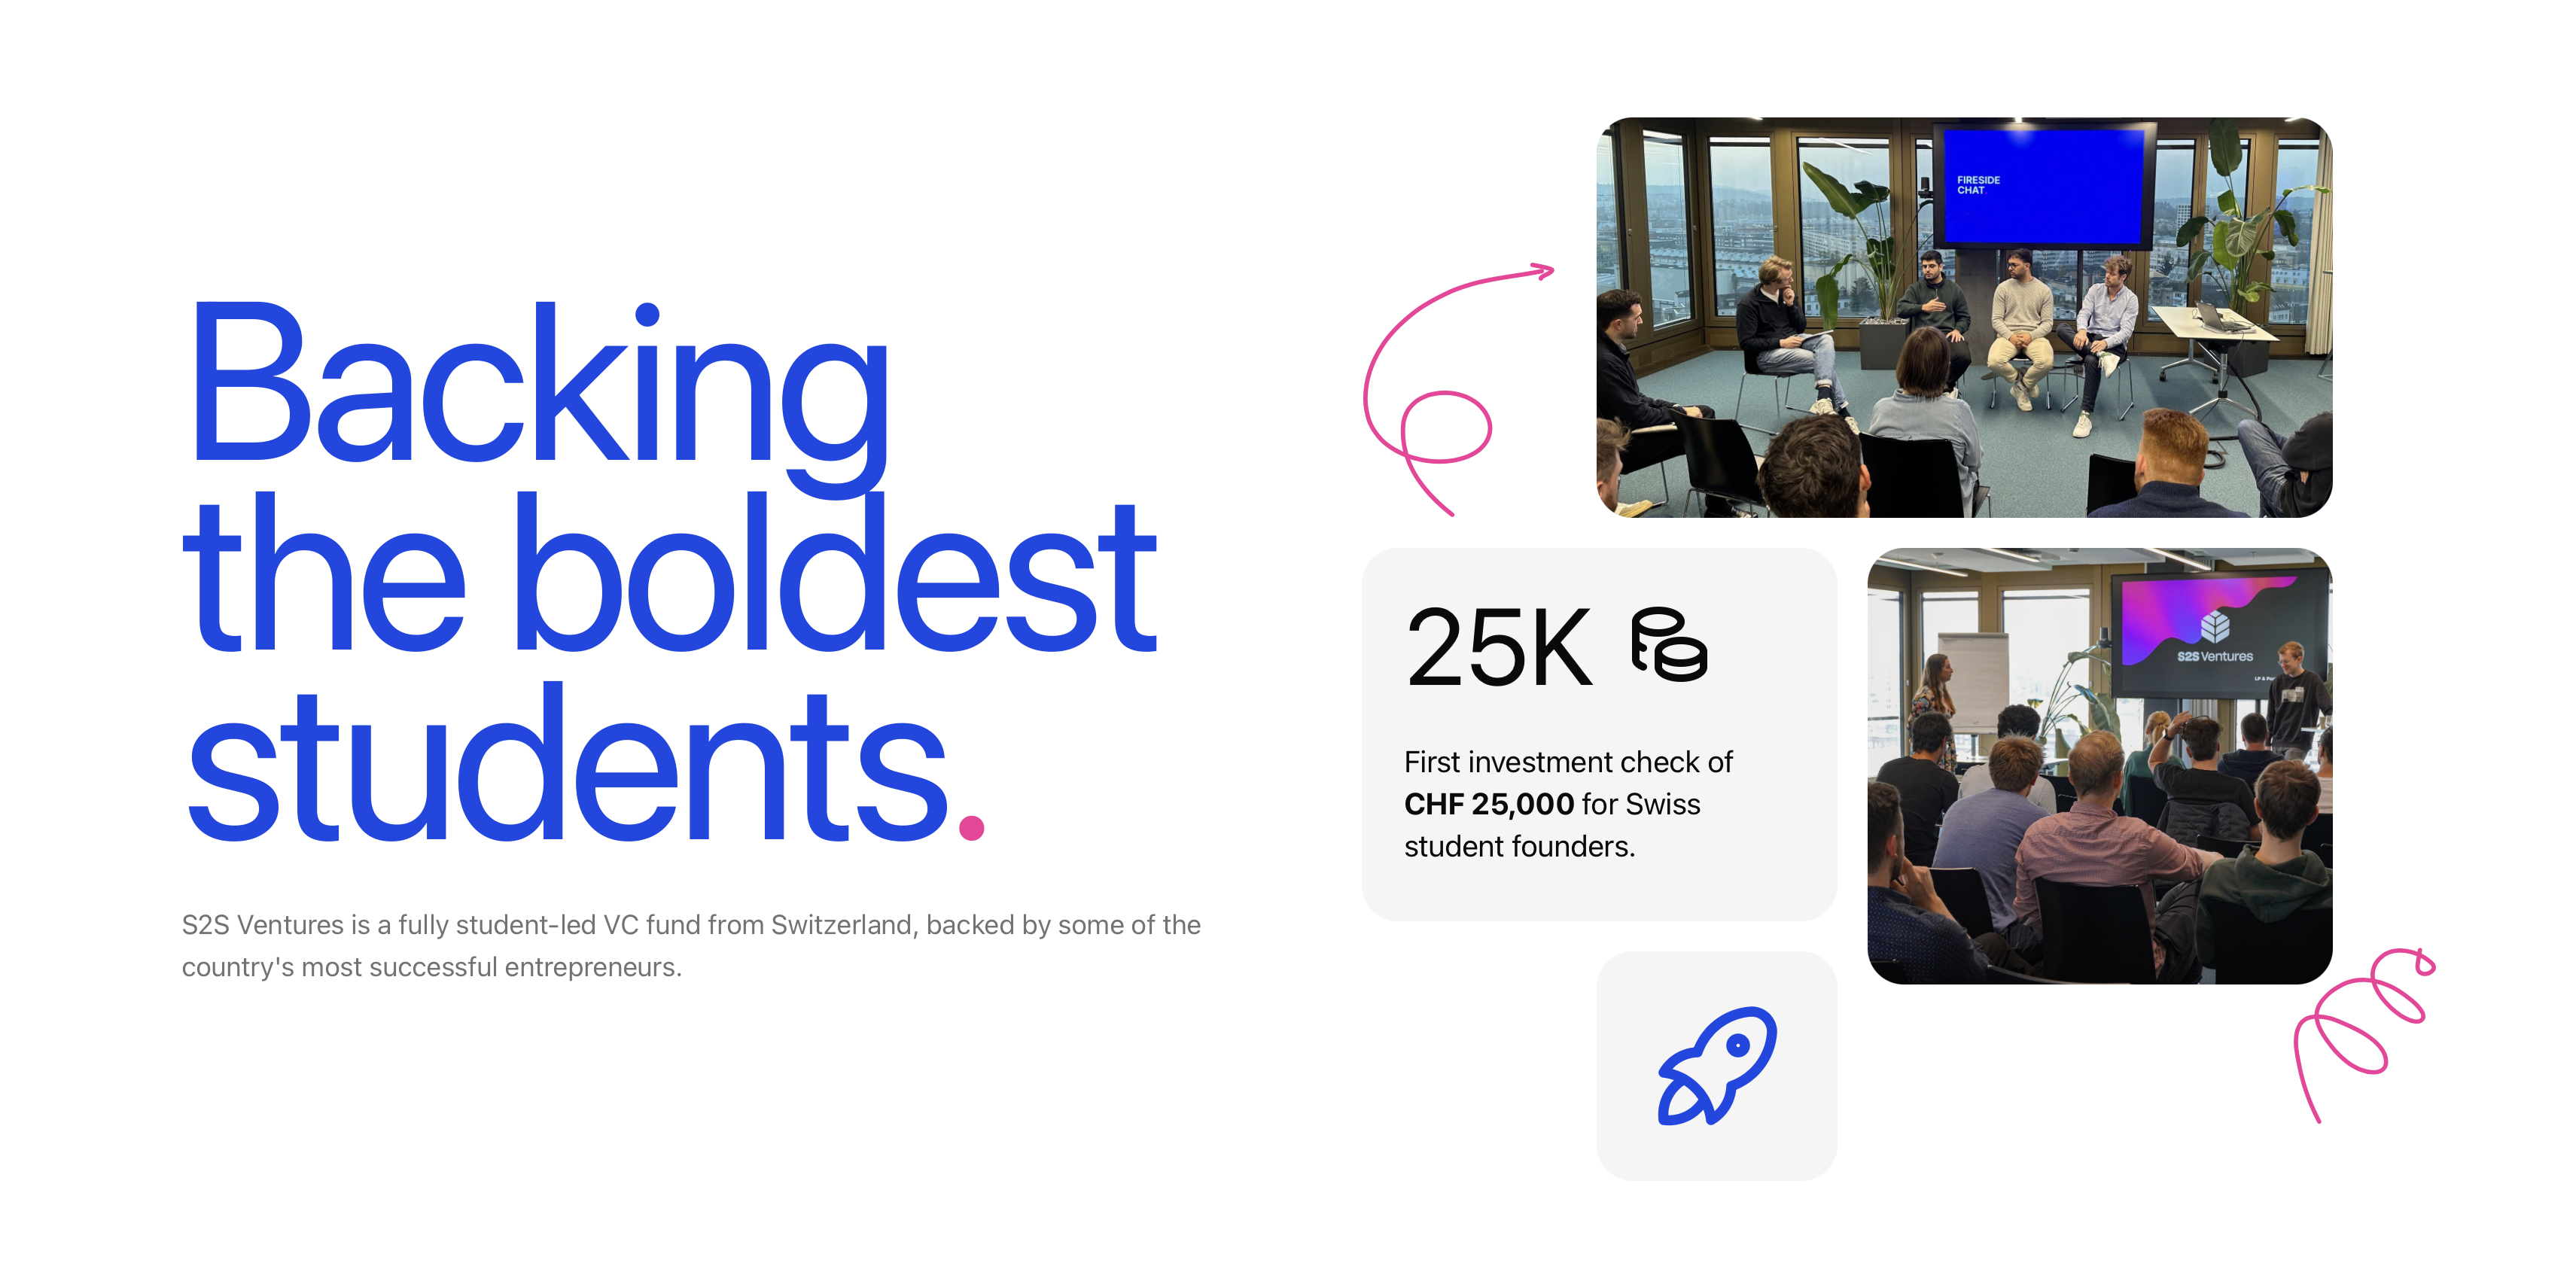 Backing
the boldest
students.
S2S Ventures is a fully student-led VC fund from Switzerland, backed by some of the
country's most successful entrepreneurs.
FIRESIDE
CHAT
25K
First investment check of
CHF 25,000 for Swiss
student founders.
S2S Ventures
LP &